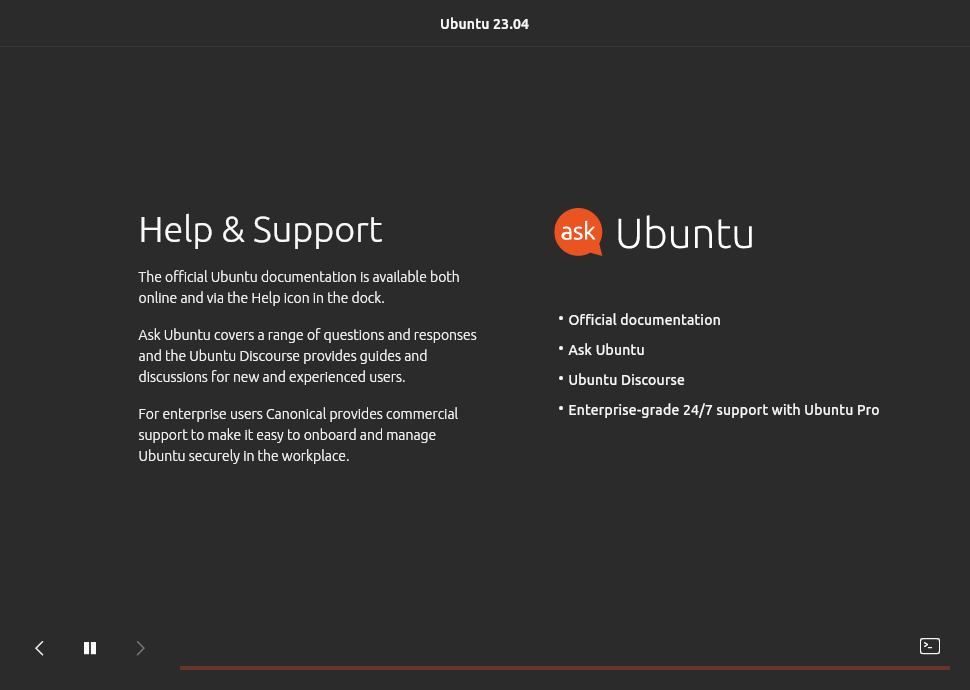 Ubuntu 23.04
Help & Support
The official Ubuntu documentation is available both
online and via the Help icon in the dock.
Ask Ubuntu covers a range of questions and responses
and the Ubuntu Discourse provides guides and
discussions for new and experienced users.
For enterprise users Canonical provides commercial
support to make it easy to onboard and manage
Ubuntu securely in the workplace.
ask Ubuntu
• Official documentation
• Ask Ubuntu
• Ubuntu Discourse
• Enterprise-grade 24/7 support with Ubuntu Pro